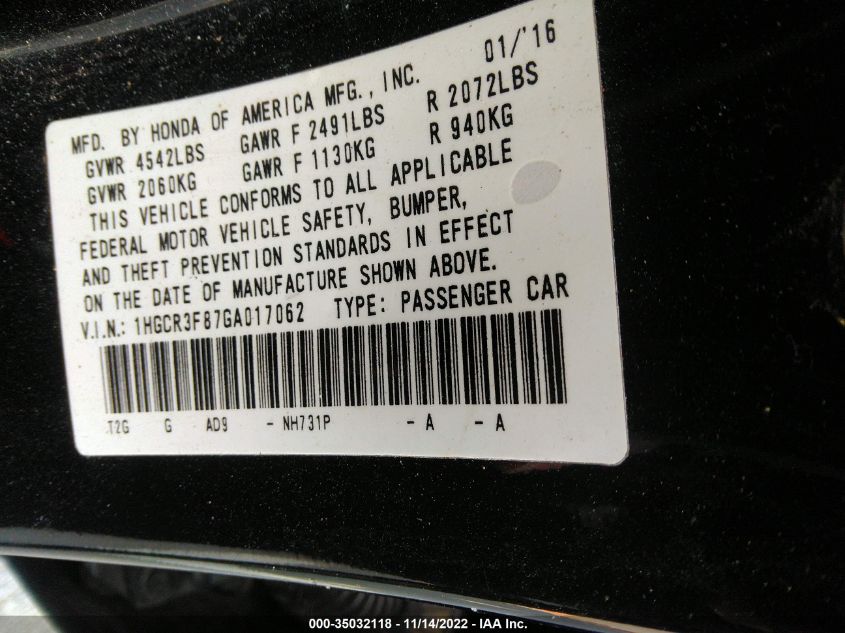 01/'16
MFD. BY HONDA OF AMERICA MFG., INC.
GVWR 4542LBS GAWR F 2491LBS R 2072LBS
GVWR 2060KG GAWR F 1130KG R 940KG
THIS VEHICLE CONFORMS TO ALL APPLICABLE
FEDERAL MOTOR VEHICLE SAFETY, BUMPER,
AND THEFT PREVENTION STANDARDS IN EFFECT
ON THE DATE OF MANUFACTURE SHOWN ABOVE.
V.I.N.: 1HGCR3F87GA017062 TYPE: PASSENGER CAR
T2G G AD9 - NH731P - A - A
000-35032118 - 11/14/2022 - IAA Inc.